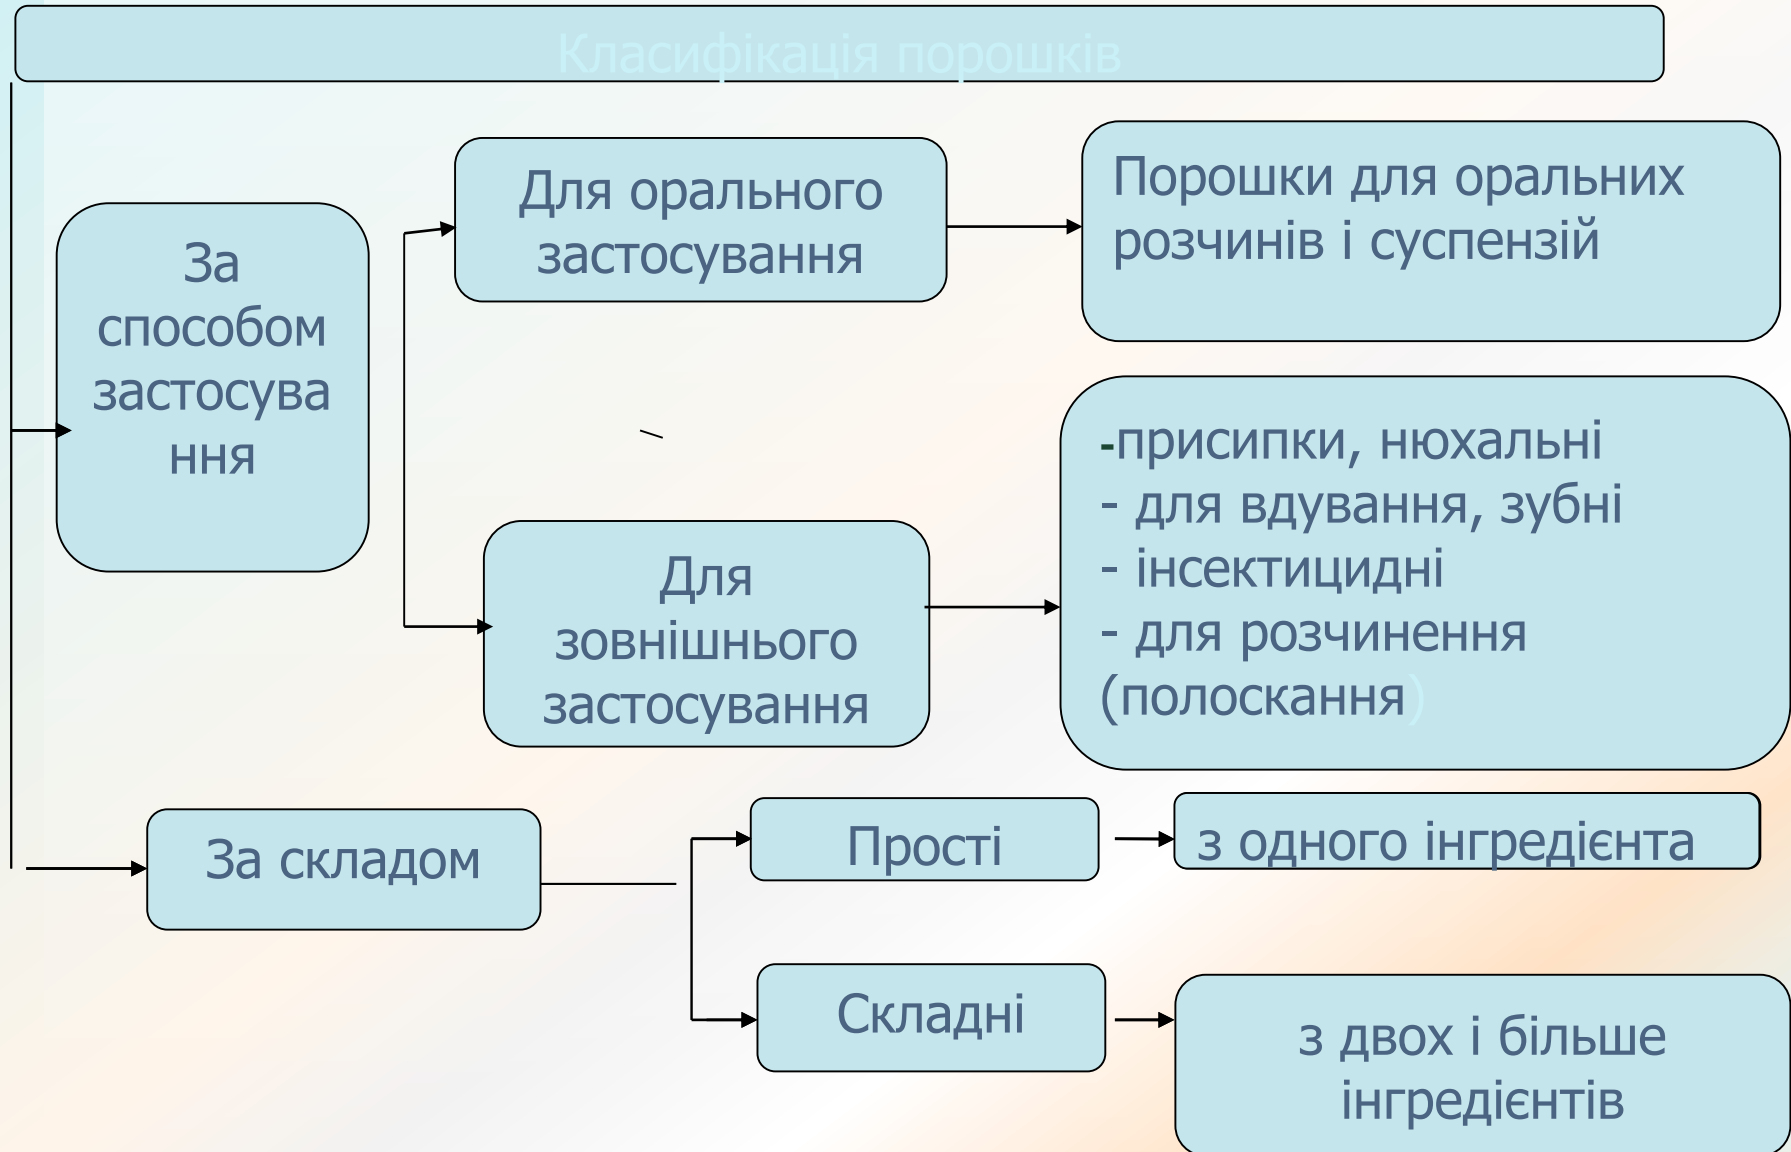 Класифікація порошків
Для орального
застосування
Порошки для оральних
розчинів і суспензій
За
способом
застосува
ння
-присипки, нюхальні
- для вдування, зубні
- інсектицидні
- для розчинення
(полоскання)
Для
зовнішнього
застосування
За складом
Прості
з одного інгредієнта
Складні
з двох і більше
інгредієнтів